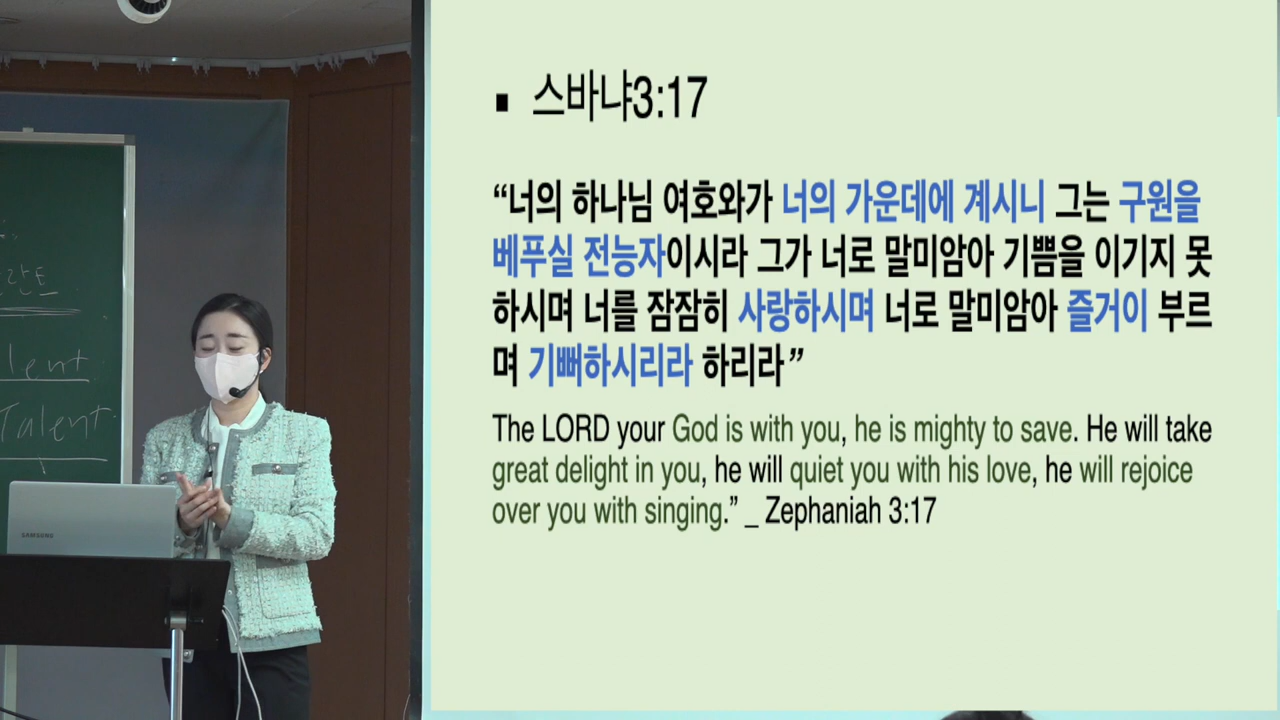 스바냐3:17
“너의 하나님 여호와가 너의 가운데에 계시니 그는 구원을
베푸실 전능자이시라 그가 너로 말미암아 기쁨을 이기지 못
하시며 너를 잠잠히 사랑하시며 너로 말미암아 즐거이 부르
며 기뻐하시리라 하리라”
The LORD your God is with you, he is mighty to save. He will take
great delight in you, he will quiet you with his love, he will rejoice
over you with singing.” _ Zephaniah 3:17
란트
lent
Talent
SAMSUNG